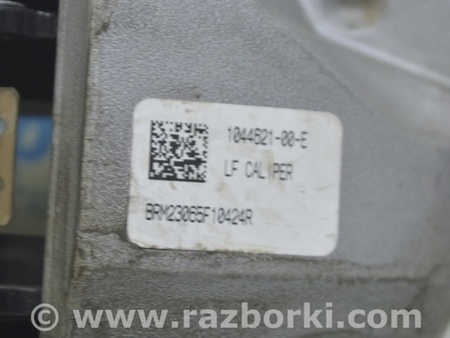 1044621-00-E
LF CALIPER
BRM23065F10424R
© www.razborki.com